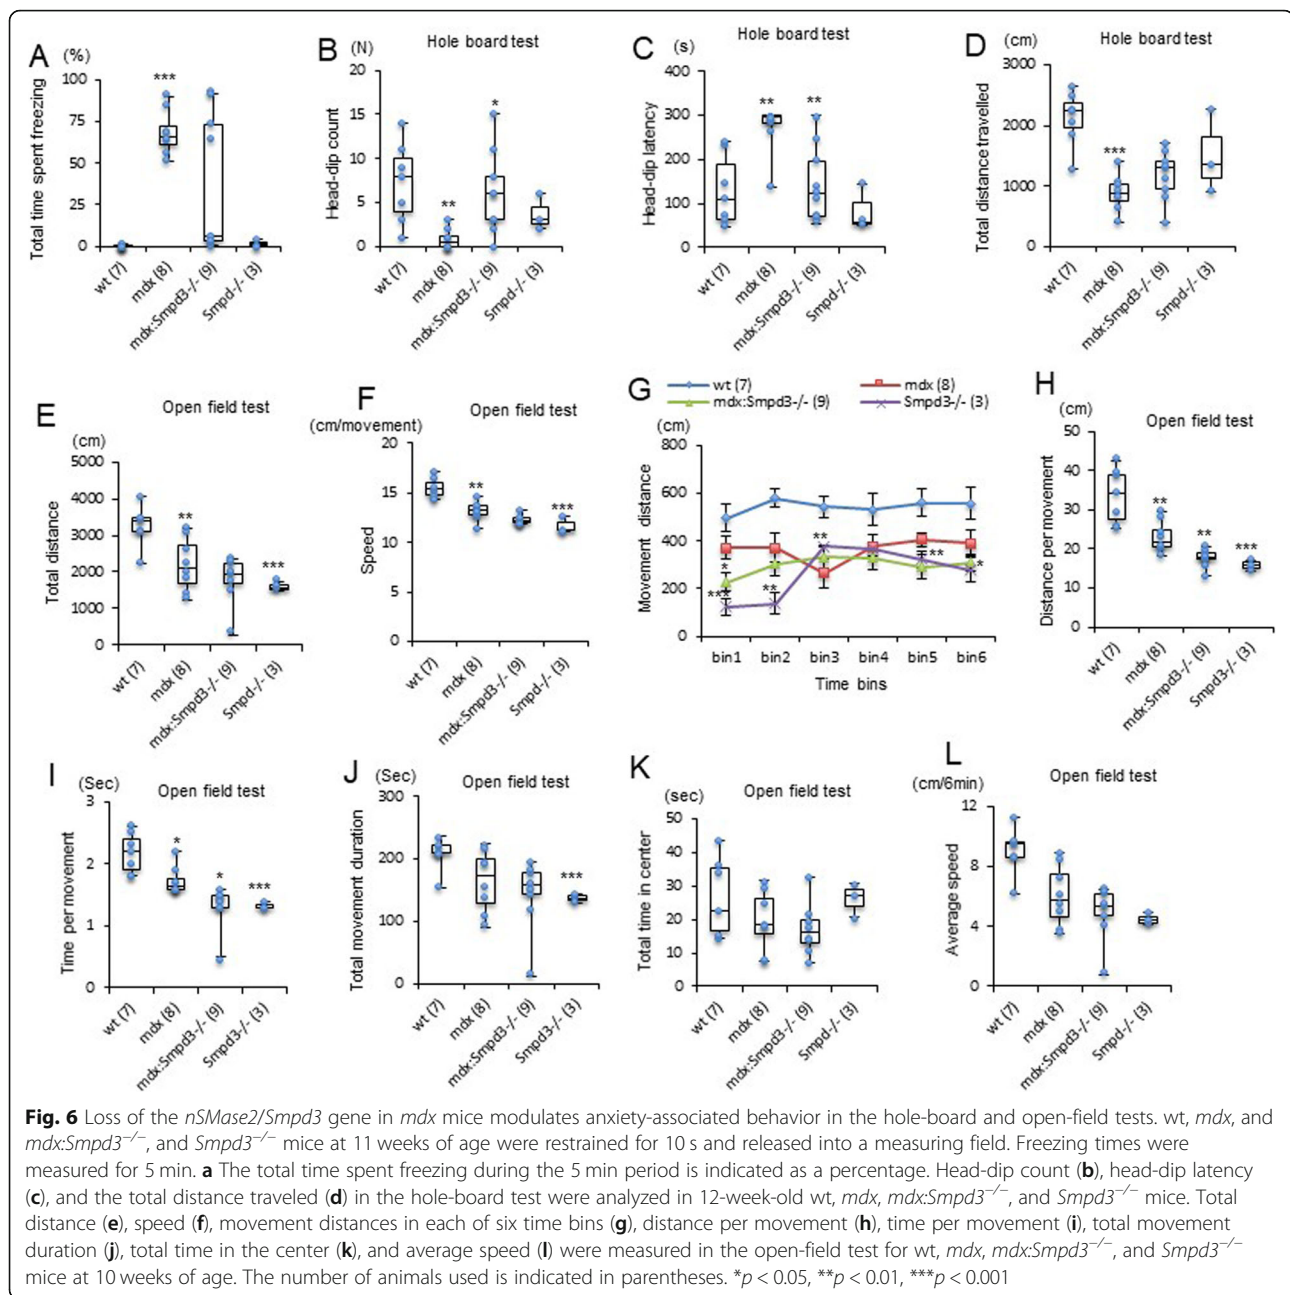 A (%)
Total time spent freezing
100
75
50
25
0
***
wt (7)
mdx (8)
mdx:Smpd3-/- (9)
Smpd-/- (3)
B (N)
Hole board test
Head-dip count
20
15
10
5
0
**
*
wt (7)
mdx (8)
mdx:Smpd3-/- (9)
Smpd-/- (3)
C (s)
Hole board test
Head-dip latency
400
300
200
100
0
**
**
wt (7)
mdx (8)
mdx:Smpd3-/- (9)
Smpd-/- (3)
D (cm)
Hole board test
Total distance travelled
3000
2000
1000
0
***
wt (7)
mdx (8)
mdx:Smpd3-/- (9)
Smpd-/- (3)
E
Open field test
(cm)
Total distance
5000
4000
3000
2000
1000
0
**
***
wt (7)
mdx (8)
mdx:Smpd3-/- (9)
Smpd-/- (3)
F
Open field test
(cm/movement)
Speed
20
15
10
5
0
**
***
wt (7)
mdx (8)
mdx:Smpd3-/- (9)
Smpd-/- (3)
G
wt (7)
mdx (8)
mdx:Smpd3-/- (9)
Smpd3-/- (3)
(cm)
Movement distance
800
600
400
200
0
*
***
**
**
**
*
bin1 bin2 bin3 bin4 bin5 bin6
Time bins
H
(cm)
Open field test
Distance per movement
50
40
30
20
10
0
**
**
***
wt (7)
mdx (8)
mdx:Smpd3-/- (9)
Smpd3-/- (3)
I (Sec)
Open field test
Time per movement
3
2
1
0
*
*
***
wt (7)
mdx (8)
mdx:Smpd3-/- (9)
Smpd3-/- (3)
J (Sec)
Open field test
Total movement duration
300
200
100
0
***
wt (7)
mdx (8)
mdx:Smpd3-/- (9)
Smpd3-/- (3)
K
(sec)
Open field test
Total time in center
50
40
30
20
10
0
wt (7)
mdx (8)
mdx:Smpd3-/- (9)
Smpd-/- (3)
L
(cm/6min)
Open field test
Average speed
12
8
4
0
wt (7)
mdx (8)
mdx:Smpd3-/- (9)
Smpd-/- (3)
Fig. 6 Loss of the nSMase2/Smpd3 gene in mdx mice modulates anxiety-associated behavior in the hole-board and open-field tests. wt, mdx, and
mdx:Smpd3−/−, and Smpd3−/− mice at 11 weeks of age were restrained for 10 s and released into a measuring field. Freezing times were
measured for 5 min. a The total time spent freezing during the 5 min period is indicated as a percentage. Head-dip count (b), head-dip latency
(c), and the total distance traveled (d) in the hole-board test were analyzed in 12-week-old wt, mdx, mdx:Smpd3−/−, and Smpd3−/− mice. Total
distance (e), speed (f), movement distances in each of six time bins (g), distance per movement (h), time per movement (i), total movement
duration (j), total time in the center (k), and average speed (l) were measured in the open-field test for wt, mdx, mdx:Smpd3−/−, and Smpd3−/−
mice at 10 weeks of age. The number of animals used is indicated in parentheses. *p < 0.05, **p < 0.01, ***p < 0.001